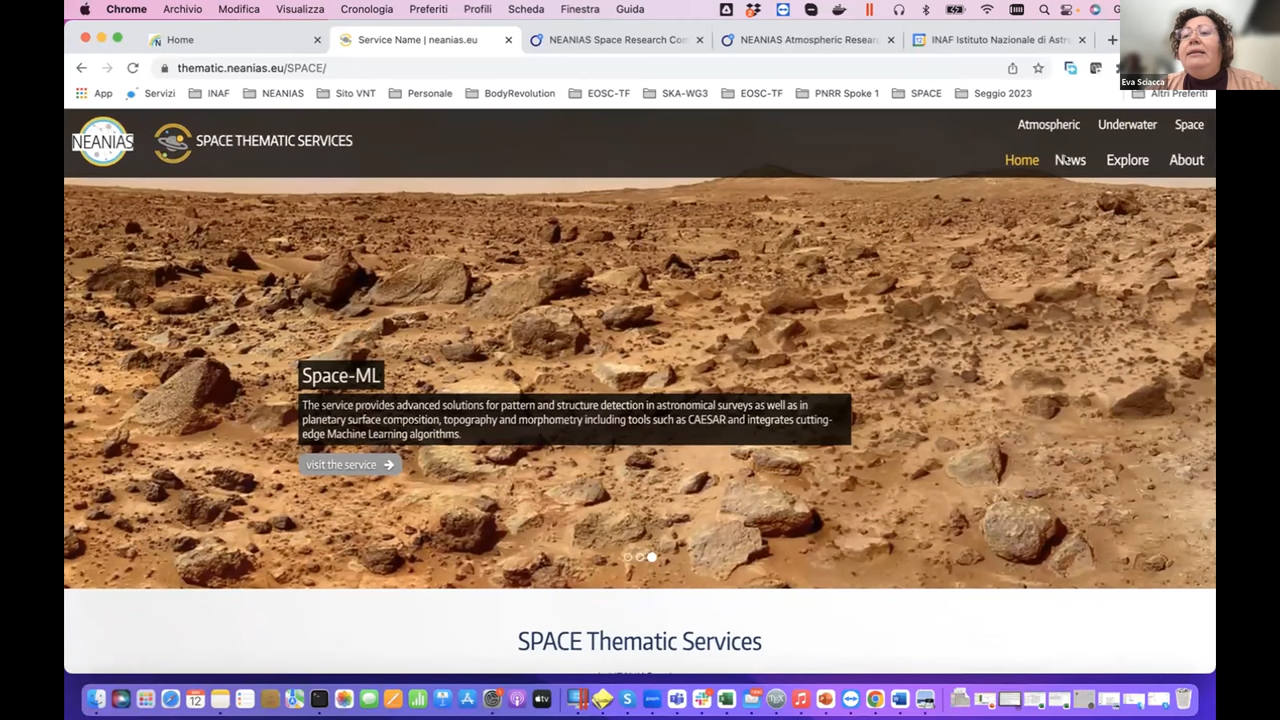 Chrome Archivio Modifica Visualizza Cronologia Preferiti Profili Scheda Finestra Guida
Home
Service Name | neanias.eu
NEANIAS Space Research Com
NEANIAS Atmospheric Resear
INAF Istituto Nazionale di Astr
thematic.neanias.eu/SPACE/
Eva Sciacca
App Servizi INAF NEANIAS Sito VNT Personale BodyRevolution EOSC-TF SKA-WG3 EOSC-TF PNRR Spoke 1 SPACE Seggio 2023 Altri Preferiti
NEANIAS
SPACE THEMATIC SERVICES
Atmospheric Underwater Space
Home News Explore About
Space-ML
The service provides advanced solutions for pattern and structure detection in astronomical surveys as well as in
planetary surface composition, topography and morphometry including tools such as CAESAR and integrates cutting-
edge Machine Learning algorithms.
visit the service
SPACE Thematic Services